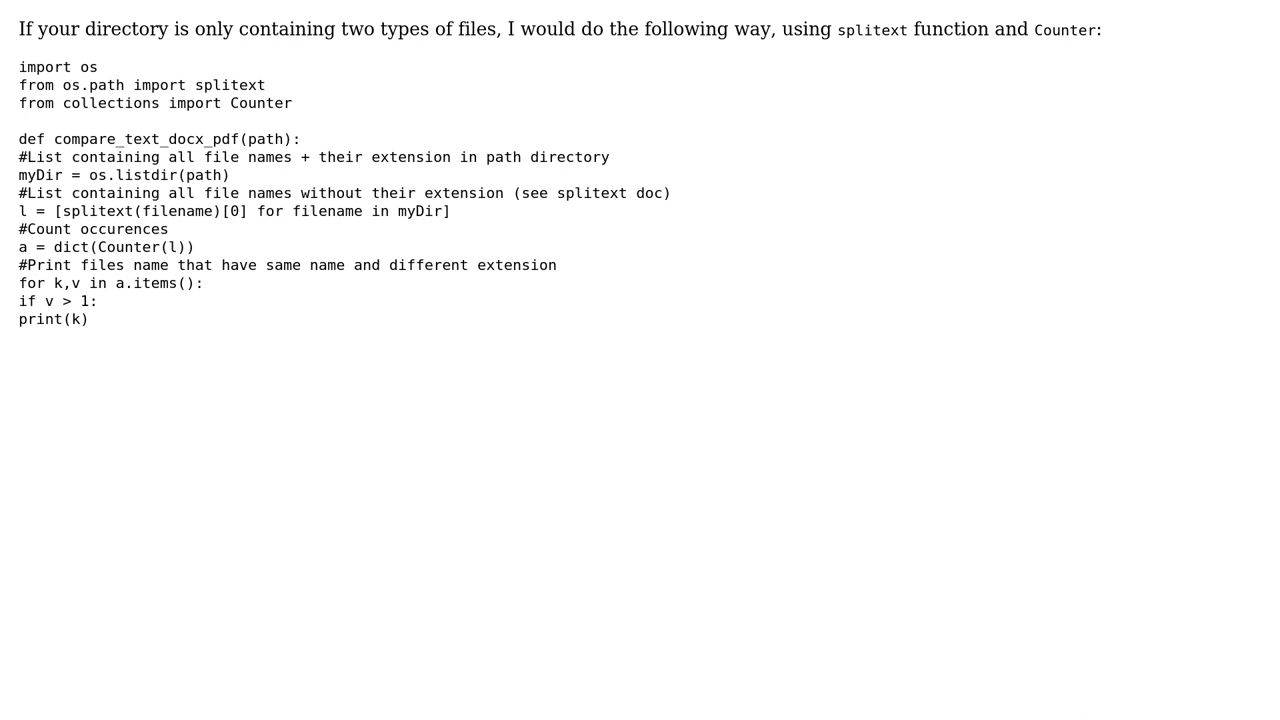 If your directory is only containing two types of files, I would do the following way, using splitext function and Counter:
import os
from os.path import splitext
from collections import Counter

def compare_text_docx_pdf(path):
#List containing all file names + their extension in path directory
myDir = os.listdir(path)
#List containing all file names without their extension (see splitext doc)
l = [splitext(filename)[0] for filename in myDir]
#Count occurences
a = dict(Counter(l))
#Print files name that have same name and different extension
for k,v in a.items():
if v > 1:
print(k)